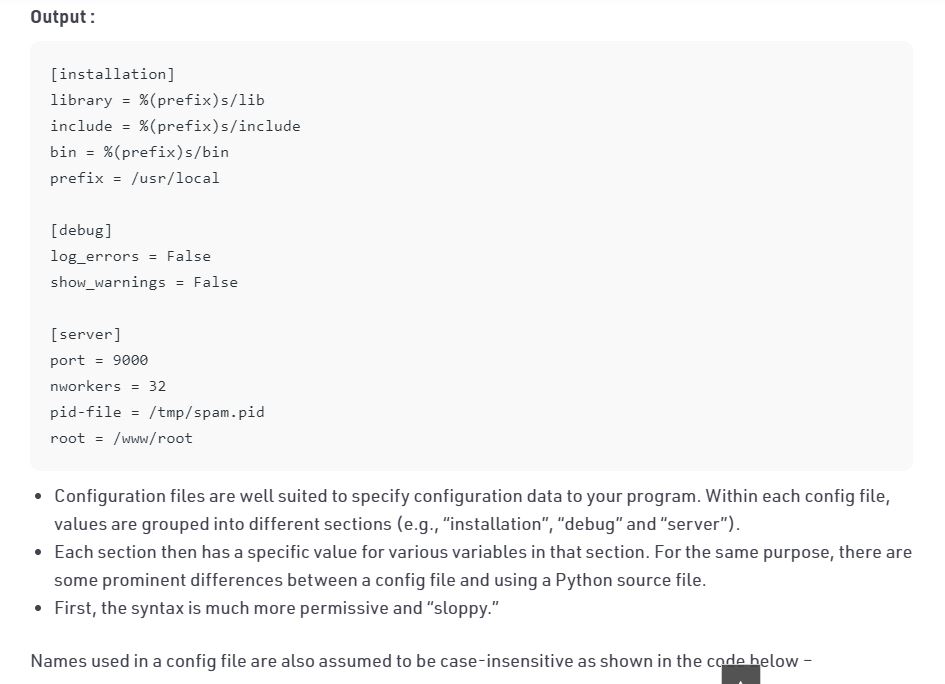 Output :
[installation]
library = %(prefix)s/lib
include = %(prefix)s/include
bin = %(prefix)s/bin
prefix = /usr/local
[debug]
log_errors = False
show_warnings = False
[server]
port = 9000
nworkers = 32
pid-file = /tmp/spam.pid
root = /www/root
• Configuration files are well suited to specify configuration data to your program. Within each config file,
values are grouped into different sections (e.g., “installation”, “debug” and “server”).
• Each section then has a specific value for various variables in that section. For the same purpose, there are
some prominent differences between a config file and using a Python source file.
• First, the syntax is much more permissive and “sloppy.”
Names used in a config file are also assumed to be case-insensitive as shown in the code below –